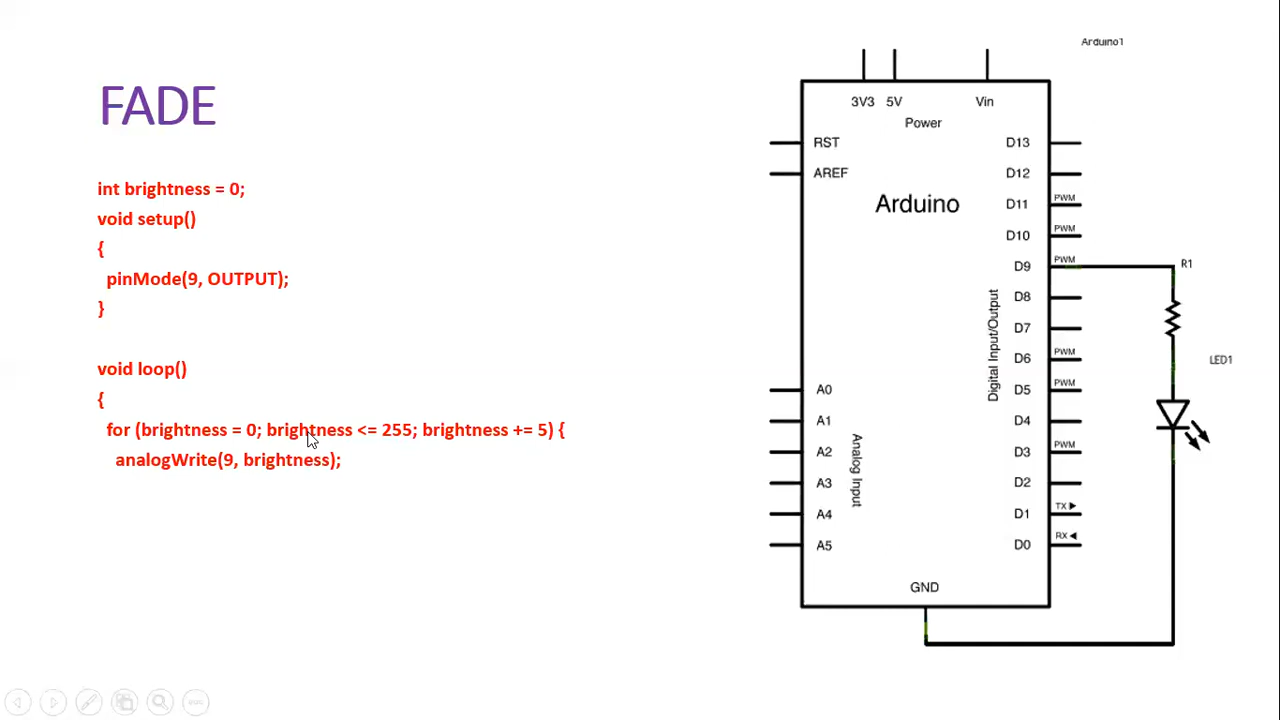 FADE
int brightness = 0;
void setup()
{
pinMode(9, OUTPUT);
}
void loop()
{
for (brightness = 0; brightness <= 255; brightness += 5) {
analogWrite(9, brightness);
Arduino1
3V3 5V Vin
Power
RST
AREF
Arduino
D13
D12
D11 PWM
D10 PWM
D9 PWM
D8
D7
D6 PWM
D5 PWM
D4
D3 PWM
D2
D1 TX
D0 RX
Digital Input/Output
A0
A1
A2
A3
A4
A5
Analog Input
GND
R1
LED1